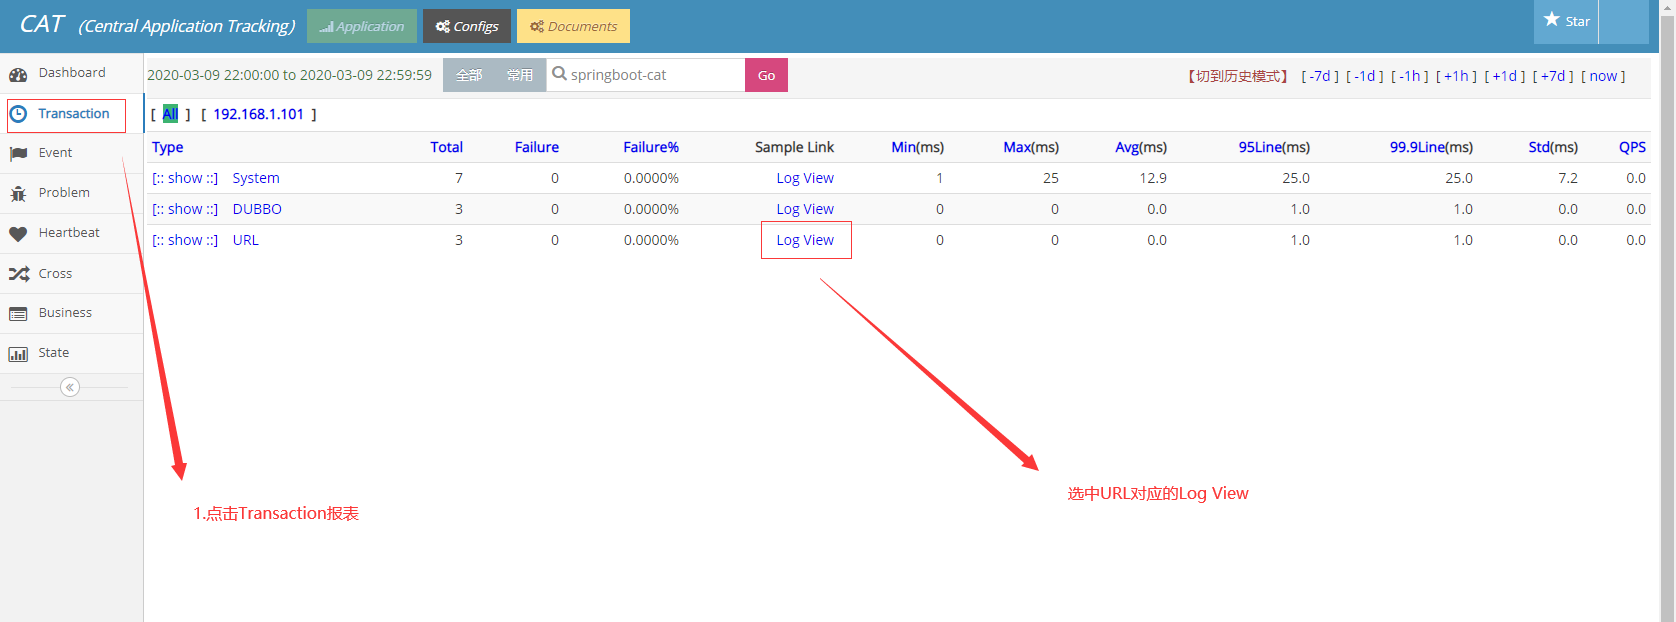 CAT (Central Application Tracking) Application Configs Documents Star
Dashboard
Transaction
Event
Problem
Heartbeat
Cross
Business
State
2020-03-09 22:00:00 to 2020-03-09 22:59:59 全部 常用 springboot-cat Go 【切到历史模式】 [ -7d ] [ -1d ] [ -1h ] [ +1h ] [ +1d ] [ +7d ] [ now ]
[ All ] [ 192.168.1.101 ]
Type Total Failure Failure% Sample Link Min(ms) Max(ms) Avg(ms) 95Line(ms) 99.9Line(ms) Std(ms) QPS
[:: show ::] System 7 0 0.0000% Log View 1 25 12.9 25.0 25.0 7.2 0.0
[:: show ::] DUBBO 3 0 0.0000% Log View 0 0 0.0 1.0 1.0 0.0 0.0
[:: show ::] URL 3 0 0.0000% Log View 0 0 0.0 1.0 1.0 0.0 0.0
选中URL对应的Log View
1.点击Transaction报表